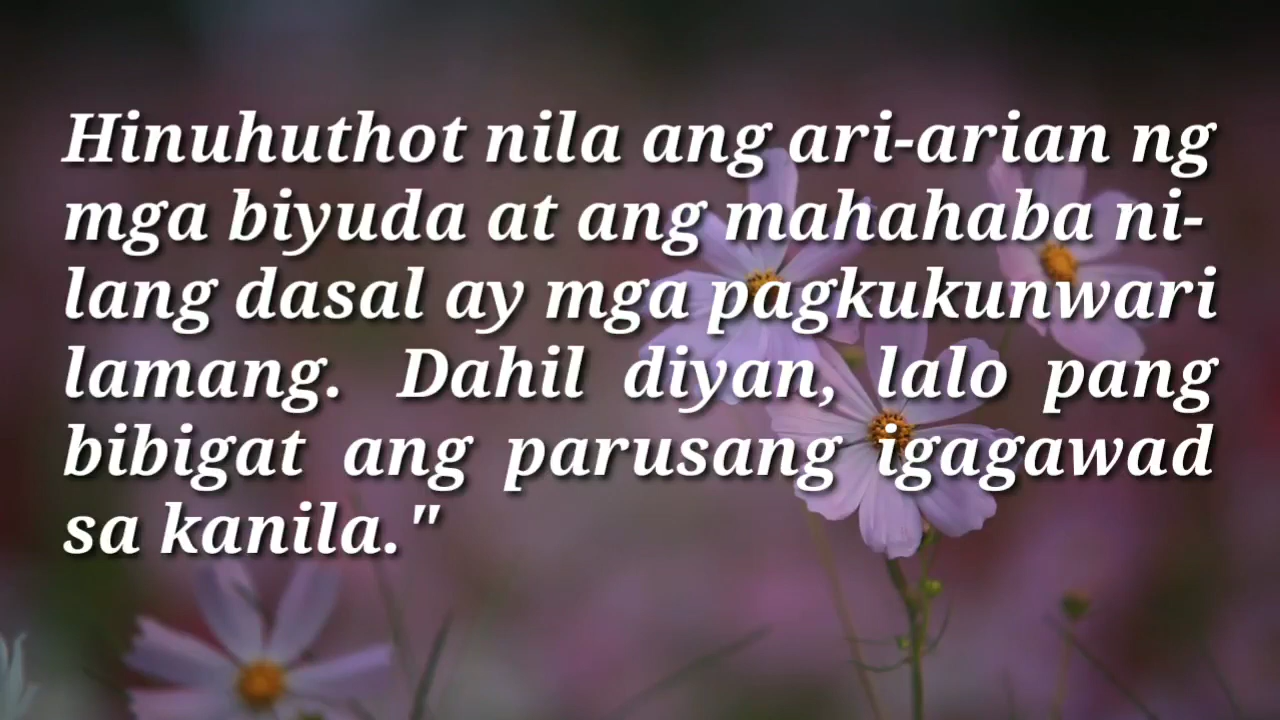 Hinuhuthot nila ang ari-arian ng
mga biyuda at ang mahahaba ni-
lang dasal ay mga pagkukunwari
lamang. Dahil diyan, lalo pang
bibigat ang parusang igagawad
sa kanila."